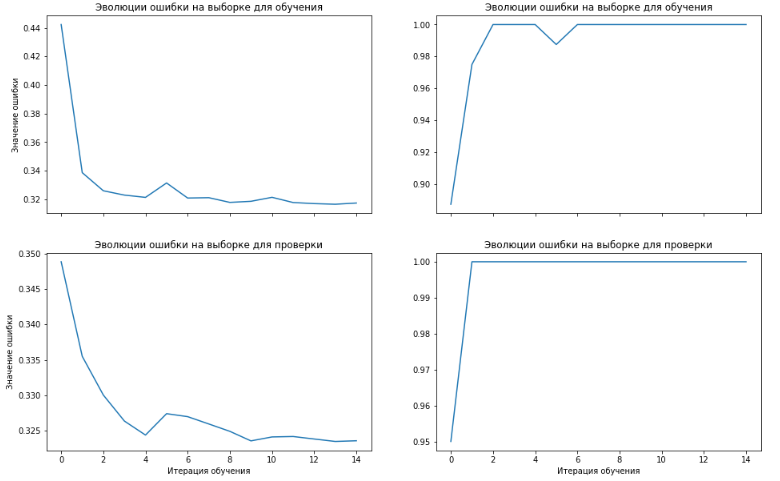 Эволюции ошибки на выборке для обучения
Значение ошибки
0.44
0.42
0.40
0.38
0.36
0.34
0.32
Эволюции ошибки на выборке для обучения
1.00
0.98
0.96
0.94
0.92
0.90
Эволюции ошибки на выборке для проверки
Значение ошибки
0.350
0.345
0.340
0.335
0.330
0.325
0 2 4 6 8 10 12 14
Итерация обучения
Эволюции ошибки на выборке для проверки
1.00
0.99
0.98
0.97
0.96
0.95
0 2 4 6 8 10 12 14
Итерация обучения